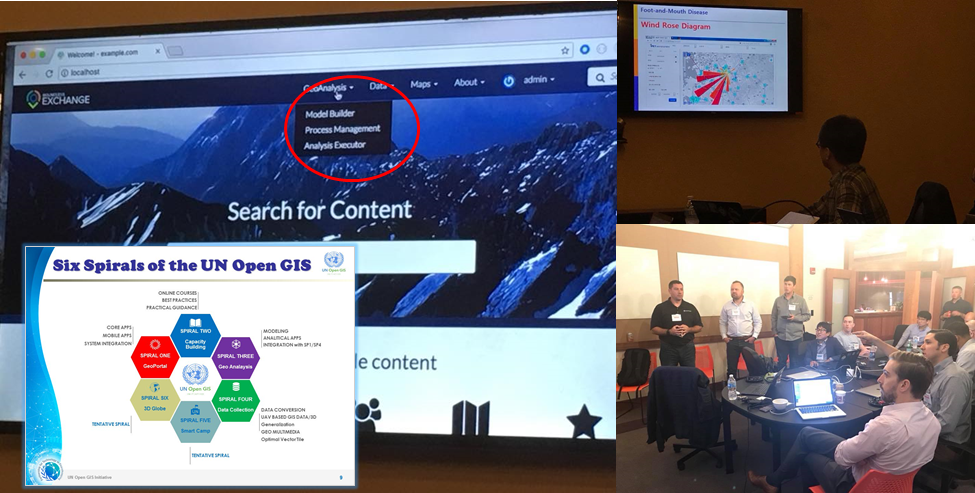 Welcome! - example.com
localhost
EXCHANGE
GeoAnalysis
Data
Maps
About
admin
Model Builder
Process Management
Analysis Executor
Search for Content
le content
Foot-and-Mouth Disease
Wind Rose Diagram
Six Spirals of the UN Open GIS
UN Open GIS
ONLINE COURSES
BEST PRACTICES
PRACTICAL GUIDANCE
CORE APPS
MOBILE APPS
SYSTEM INTEGRATION
SPIRAL TWO
Capacity
Building
MODELING
ANALYTICAL APPS
INTEGRATION with SP1/SP4
SPIRAL ONE
GeoPortal
SPIRAL THREE
Geo Analaysis
UN Open GIS
SPIRAL SIX
3D Globe
SPIRAL FOUR
Data Collection
SPIRAL FIVE
Smart Camp
TENTATIVE SPIRAL
DATA CONVERSION
UAV BASED GIS DATA/3D
Generalisation
GEO MULTIMEDIA
Optimal VectorTile
TENTATIVE SPIRAL
UN Open GIS Initiative
9